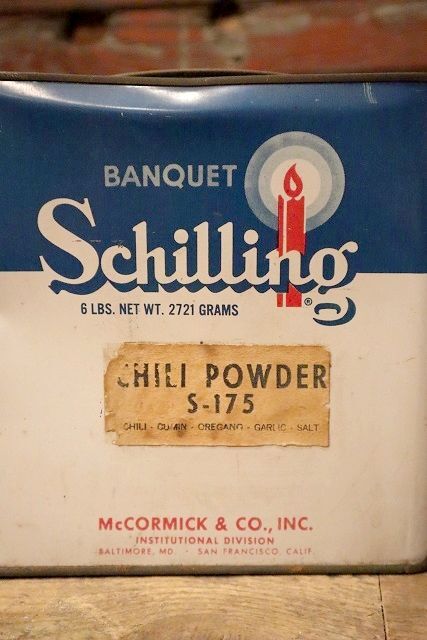 BANQUET
Schilling®
6 LBS. NET WT. 2721 GRAMS
CHILI POWDER
S-175
CHILI - CUMIN - OREGANO - GARLIC - SALT
McCORMICK & CO., INC.
INSTITUTIONAL DIVISION
BALTIMORE, MD. - SAN FRANCISCO, CALIF.